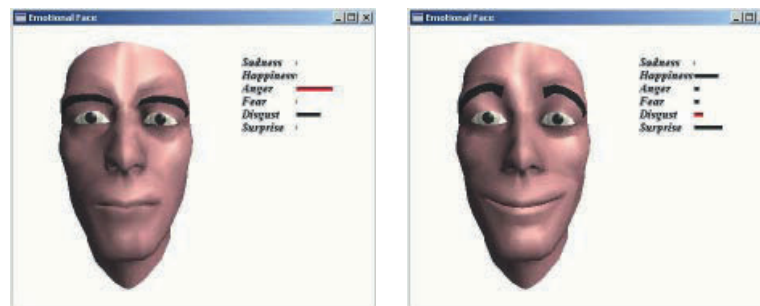 Emotional Face
Sadness
Happiness
Anger
Fear
Disgust
Surprise
Emotional Face
Sadness
Happiness
Anger
Fear
Disgust
Surprise